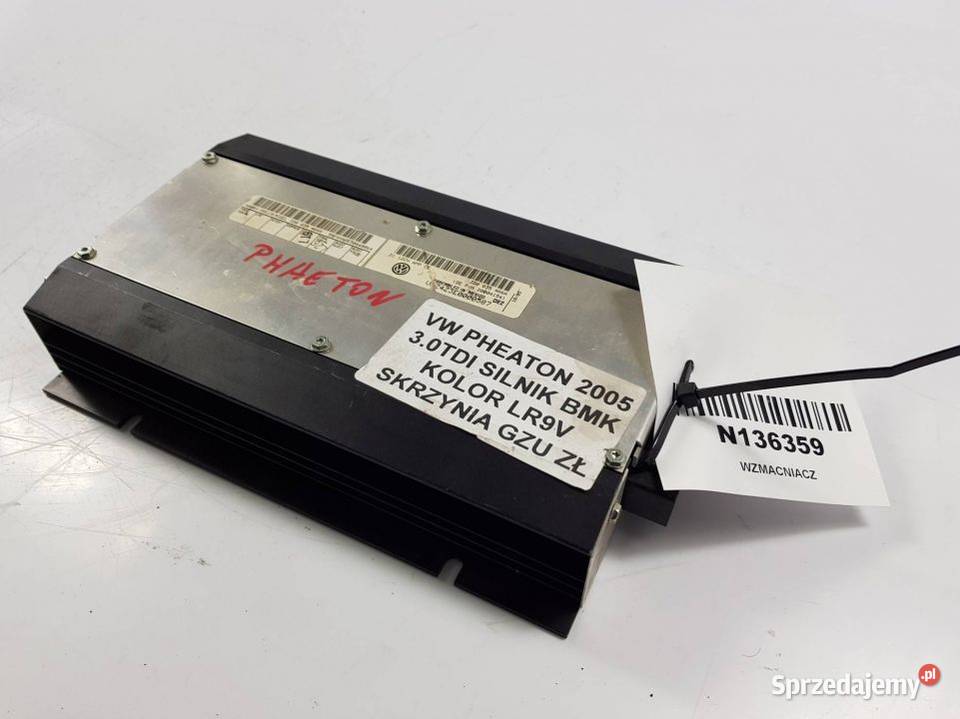 PHAETON
VW PHEATON 2005
3.0TDI SILNIK BMK
KOLOR LR9V
SKRZYNIA GZU ZŁ
N136359
WZMACNIACZ
Sprzedajemy.pl